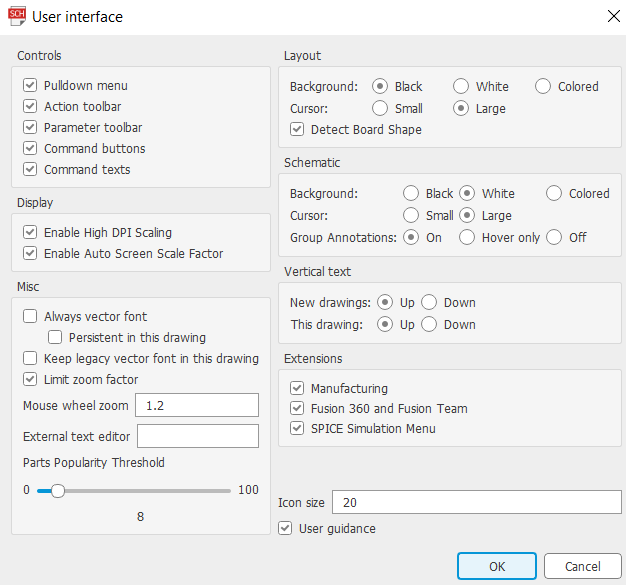 SCH User interface
Controls
Pulldown menu
Action toolbar
Parameter toolbar
Command buttons
Command texts
Display
Enable High DPI Scaling
Enable Auto Screen Scale Factor
Misc
Always vector font
Persistent in this drawing
Keep legacy vector font in this drawing
Limit zoom factor
Mouse wheel zoom 1.2
External text editor
Parts Popularity Threshold
0 100
8
Layout
Background: Black White Colored
Cursor: Small Large
Detect Board Shape
Schematic
Background: Black White Colored
Cursor: Small Large
Group Annotations: On Hover only Off
Vertical text
New drawings: Up Down
This drawing: Up Down
Extensions
Manufacturing
Fusion 360 and Fusion Team
SPICE Simulation Menu
Icon size 20
User guidance
OK Cancel